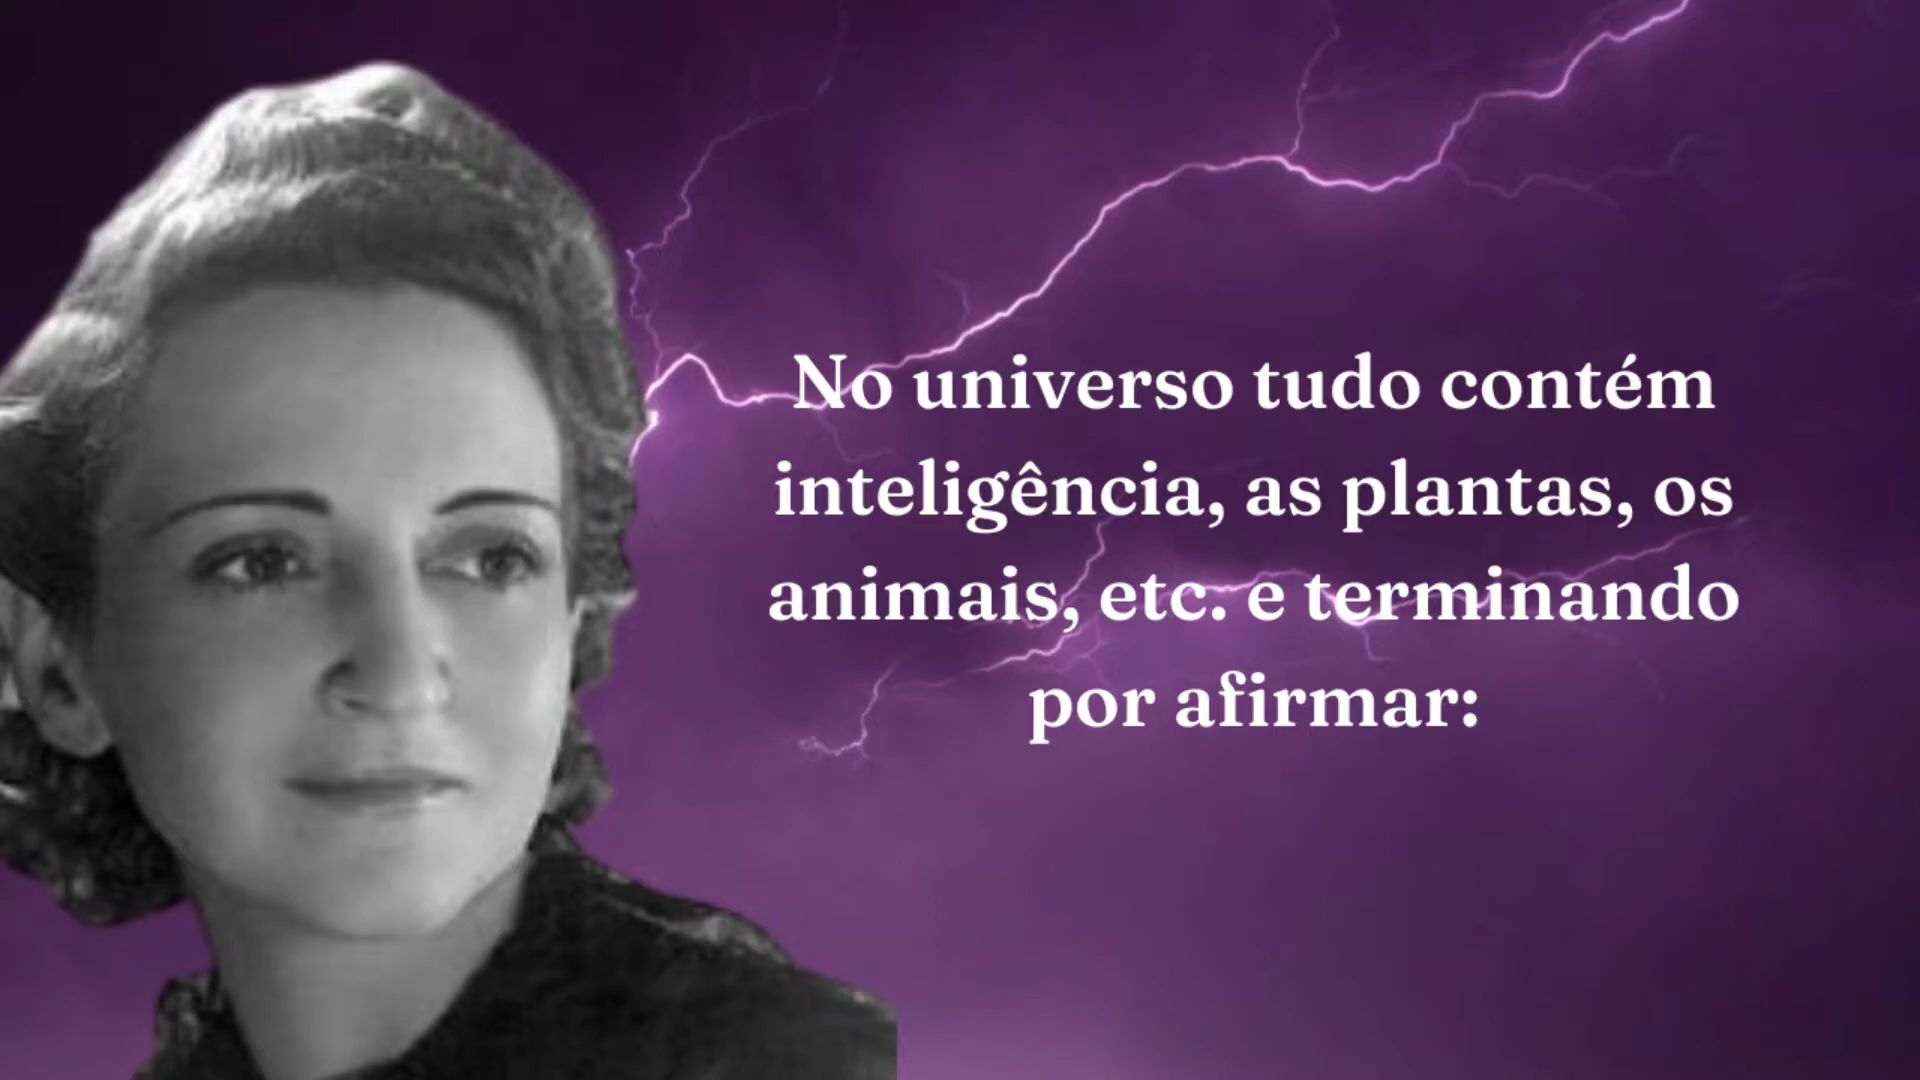 No universo tudo contém
inteligência, as plantas, os
animais, etc. e terminando
por afirmar: